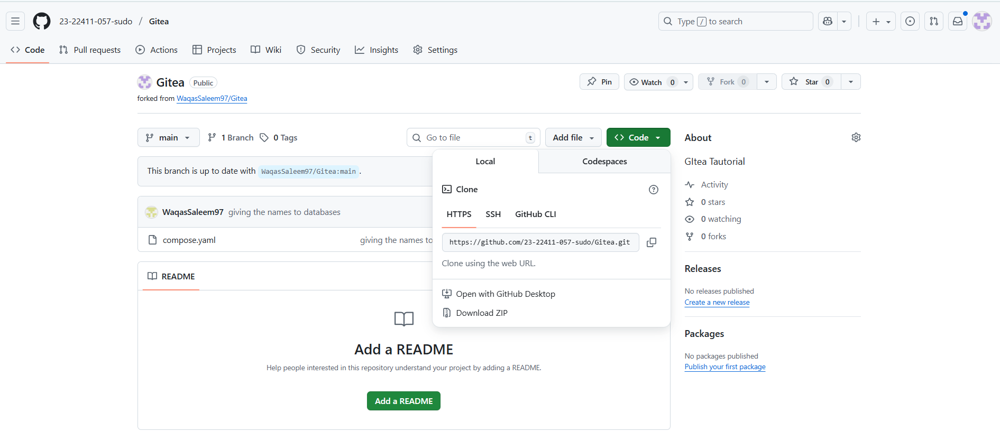 23-22411-057-sudo / Gitea
Type / to search
Code Pull requests Actions Projects Wiki Security Insights Settings
Gitea Public
Pin Watch 0 Fork 0 Star 0
forked from WaqasSaleem97/Gitea
main 1 Branch 0 Tags Go to file t Add file Code
Local Codespaces
This branch is up to date with WaqasSaleem97/Gitea:main .
Clone
WaqasSaleem97 giving the names to databases
HTTPS SSH GitHub CLI
compose.yaml giving the names to
https://github.com/23-22411-057-sudo/Gitea.git
Clone using the web URL.
Open with GitHub Desktop
Download ZIP
README
Add a README
Help people interested in this repository understand your project by adding a README.
Add a README
About
GItea Tautorial
Activity
0 stars
0 watching
0 forks
Releases
No releases published
Create a new release
Packages
No packages published
Publish your first package